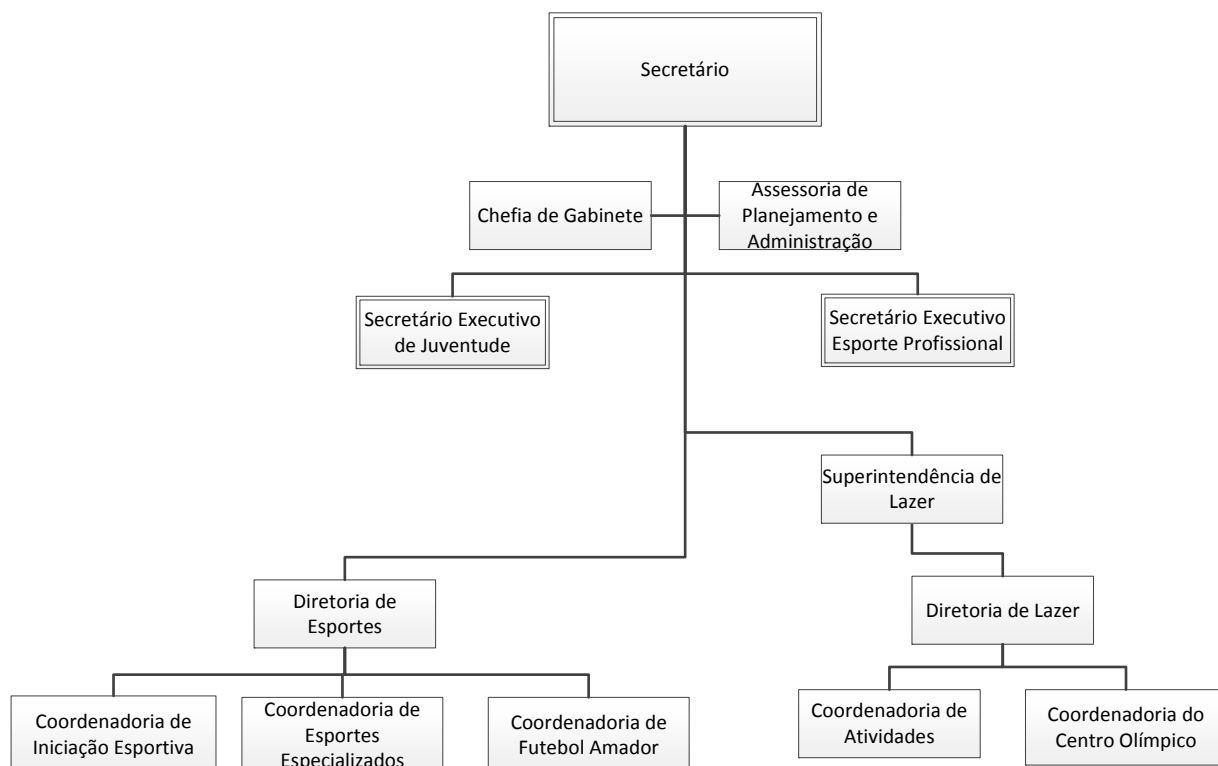 Secretário
Chefia de Gabinete
Assessoria de
Planejamento e
Administração
Secretário Executivo
de Juventude
Secretário Executivo
Esporte Profissional
Superintendência de
Lazer
Diretoria de
Esportes
Diretoria de Lazer
Coordenadoria de
Iniciação Esportiva
Coordenadoria de
Esportes
Especializados
Coordenadoria de
Futebol Amador
Coordenadoria de
Atividades
Coordenadoria do
Centro Olímpico